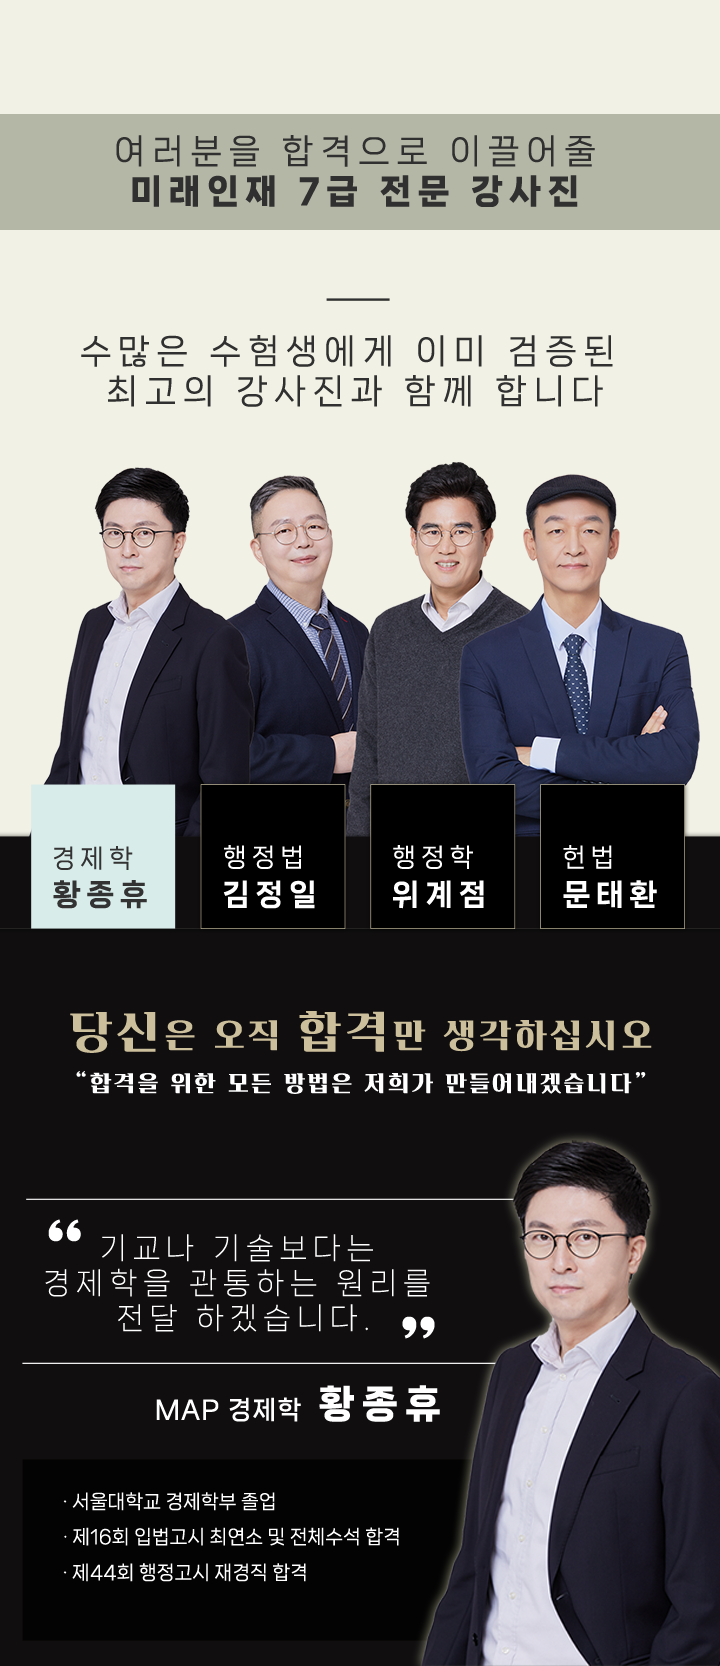 여러분을 합격으로 이끌어줄
미래인재 7급 전문 강사진
수많은 수험생에게 이미 검증된
최고의 강사진과 함께 합니다
경제학
황종휴
행정법
김정일
행정학
위계점
헌법
문태환
당신은 오직 합격만 생각하십시오
“합격을 위한 모든 방법은 저희가 만들어내겠습니다”
“ 기교나 기술보다는
경제학을 관통하는 원리를
전달 하겠습니다. ”
MAP 경제학 황종휴
· 서울대학교 경제학부 졸업
· 제16회 입법고시 최연소 및 전체수석 합격
· 제44회 행정고시 재경직 합격